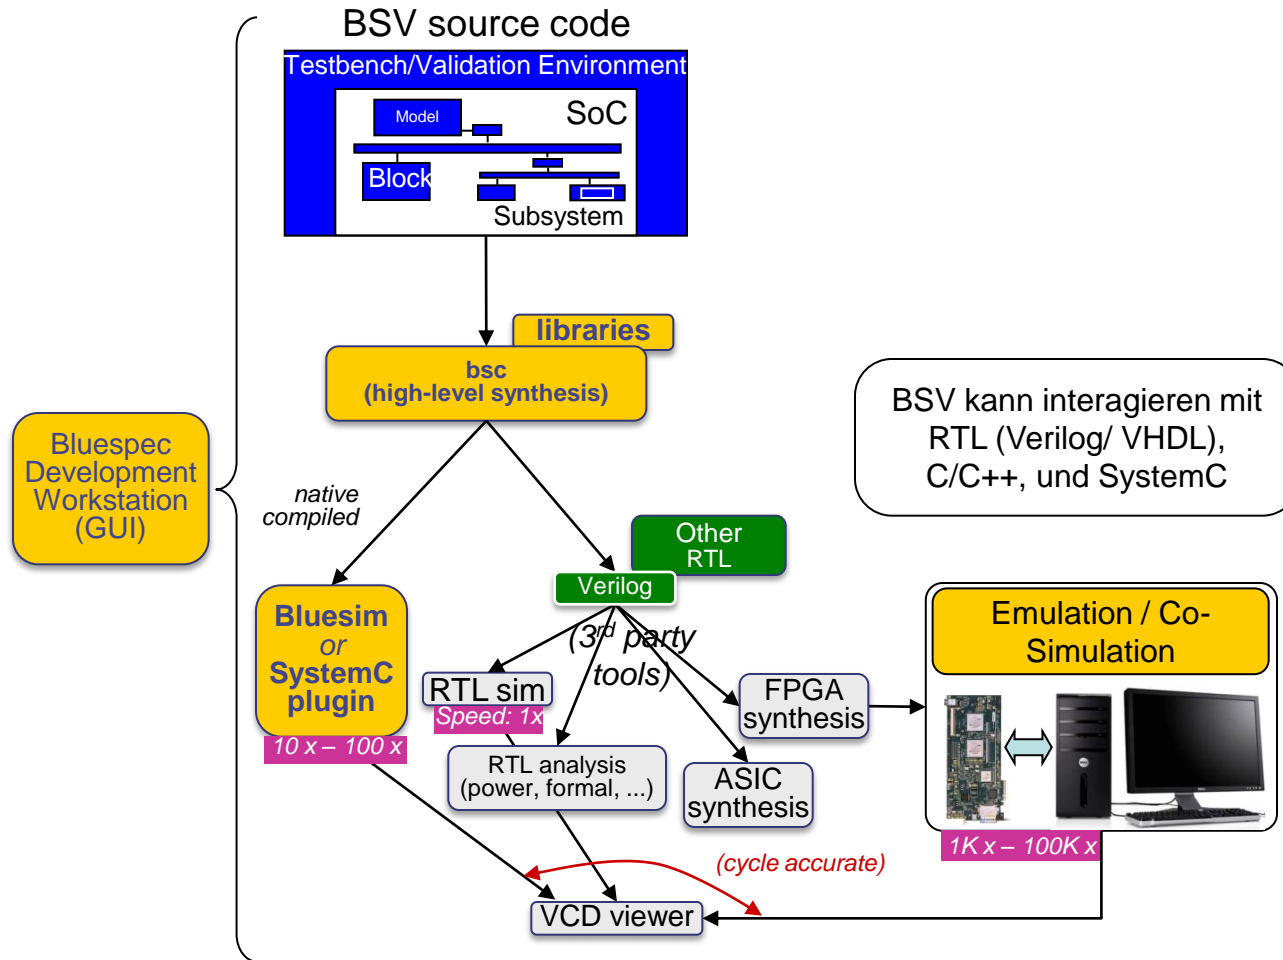 BSV source code
Testbench/Validation Environment
Model
SoC
Block
Subsystem
libraries
bsc
(high-level synthesis)
Bluespec
Development
Workstation
(GUI)
BSV kann interagieren mit
RTL (Verilog/ VHDL),
C/C++, und SystemC
native
compiled
Other
RTL
Verilog
Bluesim
or
SystemC
plugin
10 x – 100 x
(3rd party
tools)
RTL sim
Speed: 1x
RTL analysis
(power, formal, ...)
FPGA
synthesis
ASIC
synthesis
Emulation / Co-
Simulation
1K x – 100K x
(cycle accurate)
VCD viewer